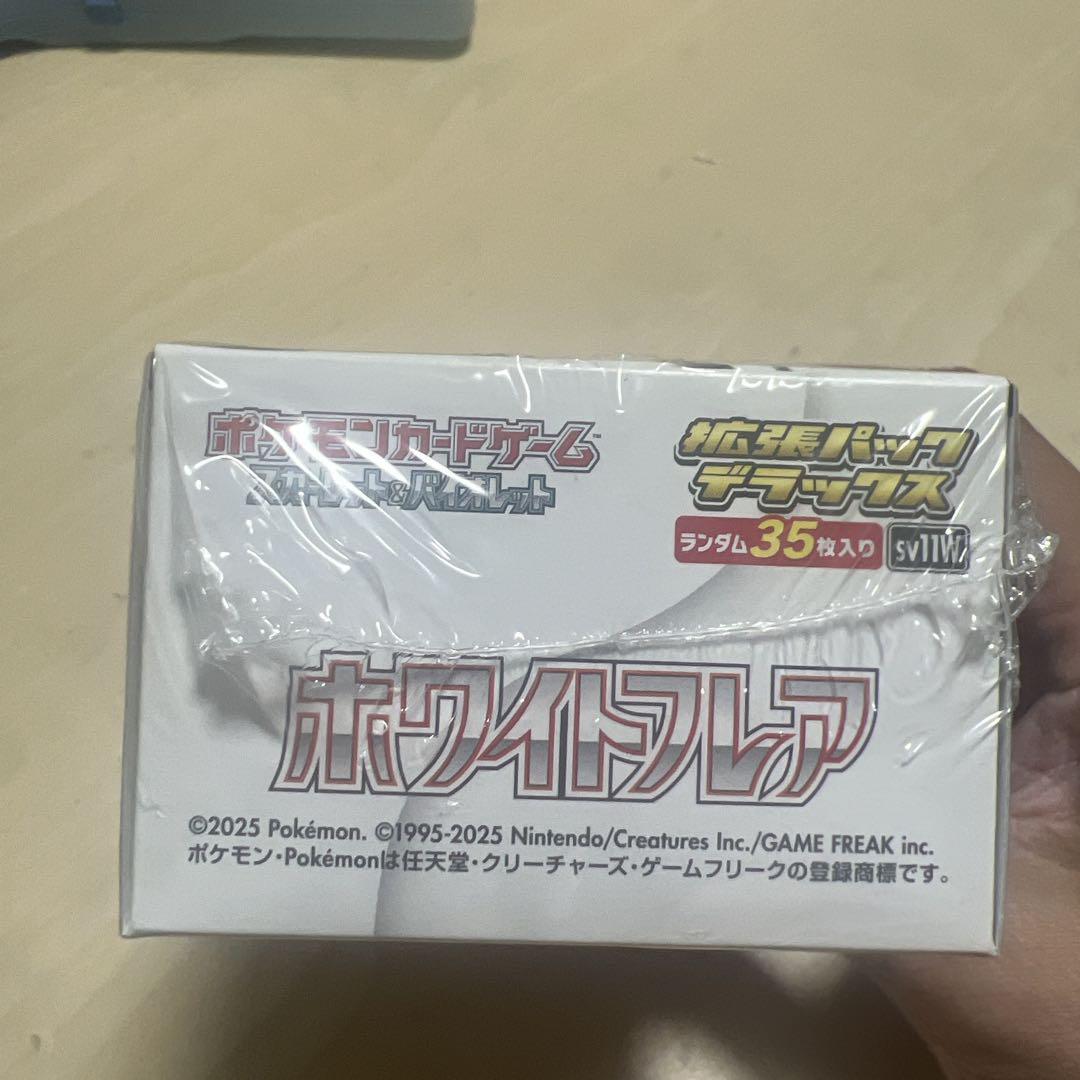 ポケモンカードゲーム™
スカーレット&バイオレット
拡張パック
デラックス
ランダム35枚入り
sv11W
ホワイトフレア
©2025 Pokémon. ©1995-2025 Nintendo/Creatures Inc./GAME FREAK inc.
ポケモン・Pokémonは任天堂・クリーチャーズ・ゲームフリークの登録商標です。